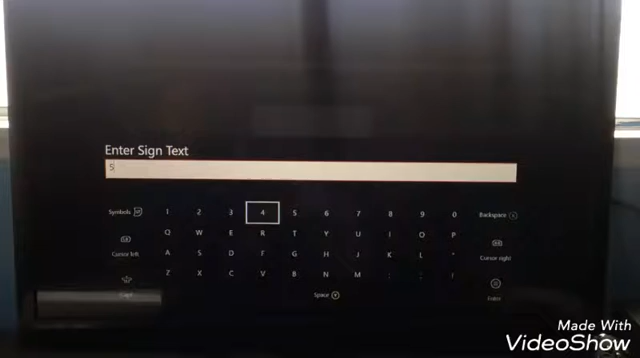 Enter Sign Text
5
Symbols 1 2 3 4 5 6 7 8 9 0 Backspace
Q W E R T Y U I O P
Cursor left A S D F G H J K L Cursor right
Z X C V B N M
Caps Space Y Enter
Made With
VideoShow